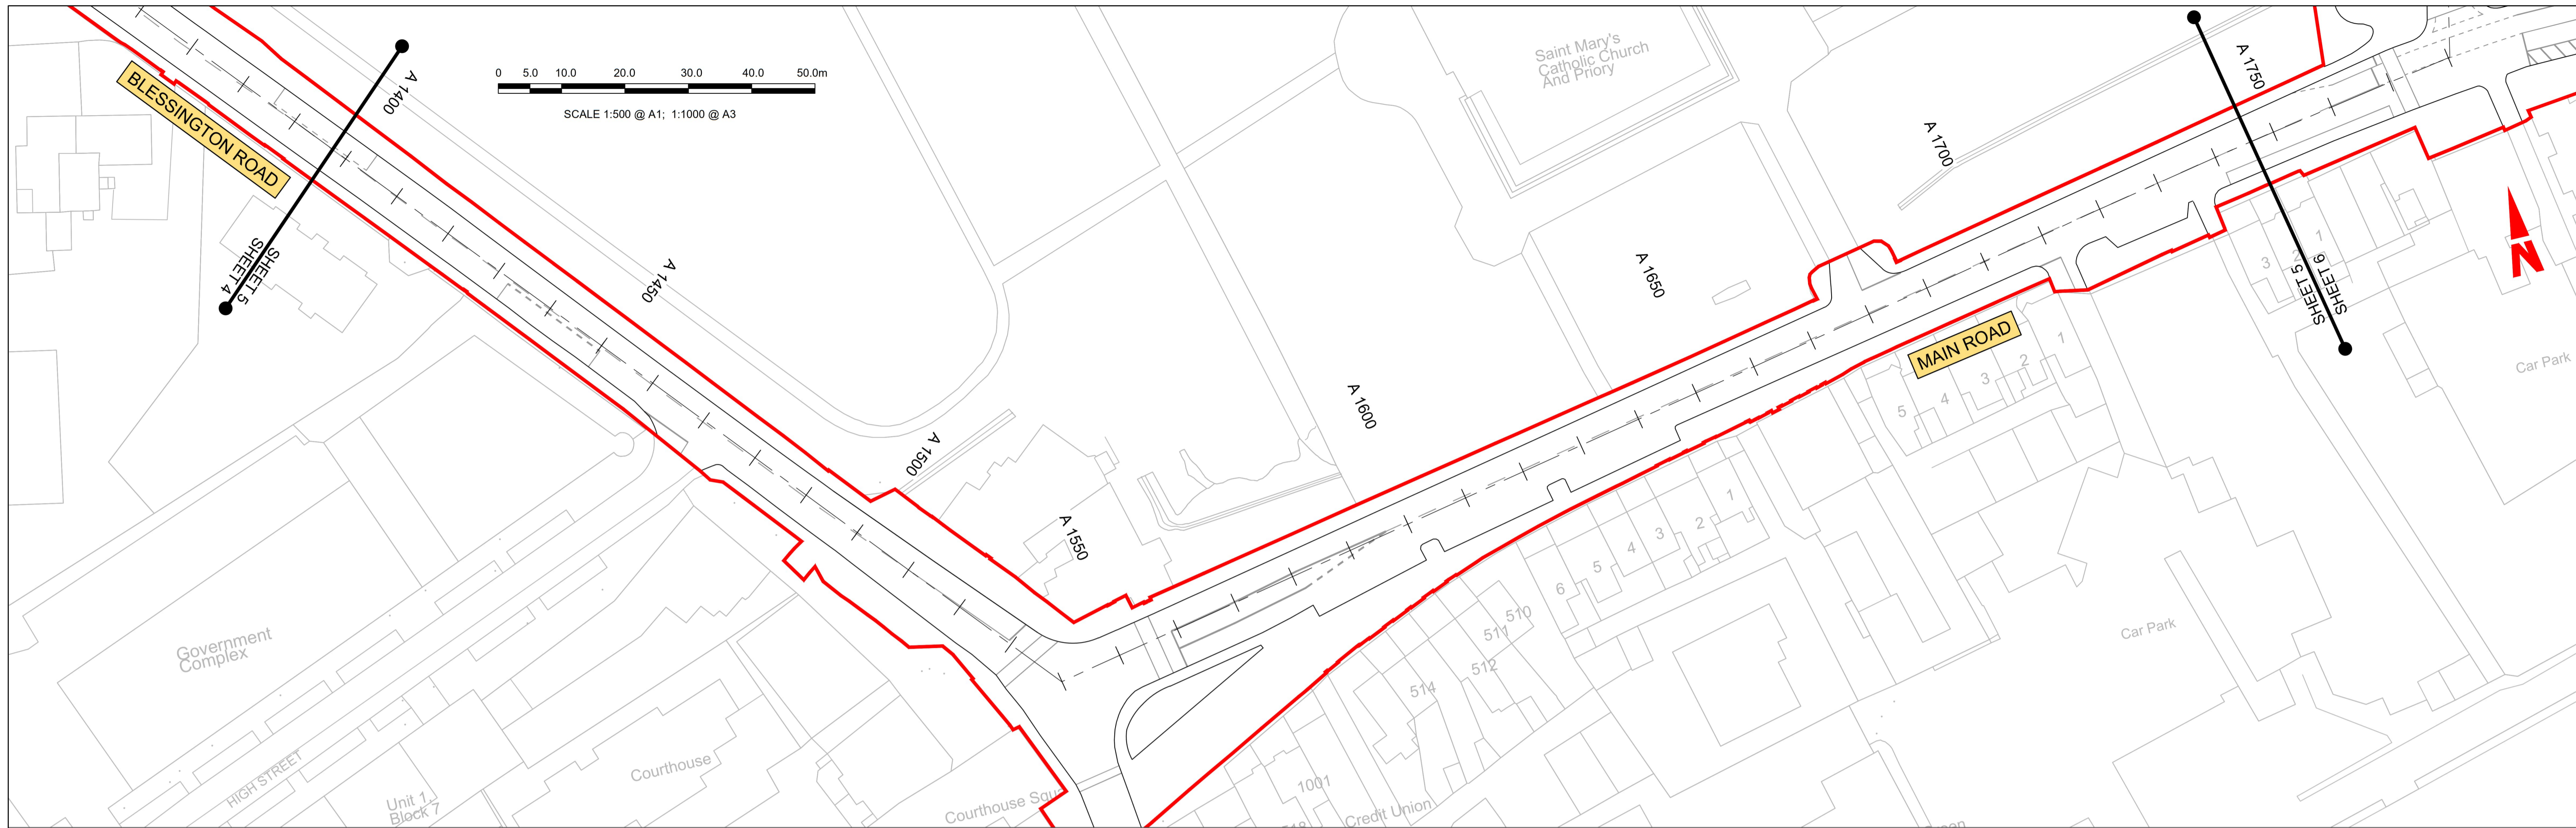 0 5.0 10.0 20.0 30.0 40.0 50.0m
SCALE 1:500 @ A1; 1:1000 @ A3
BLESSINGTON ROAD
A 1400
SHEET 4
SHEET 5
A 1450
A 1500
A 1550
A 1600
A 1650
A 1700
A 1750
Saint Mary's
Catholic Church
And Priory
MAIN ROAD
SHEET 5
SHEET 6
N
1
2
3
Car Park
1
2
3
4
5
1
2
3
4
5
6
510
511
512
514
Car Park
Government
Complex
HIGH STREET
Unit 1
Block 7
Courthouse
Courthouse
1001
Credit Union